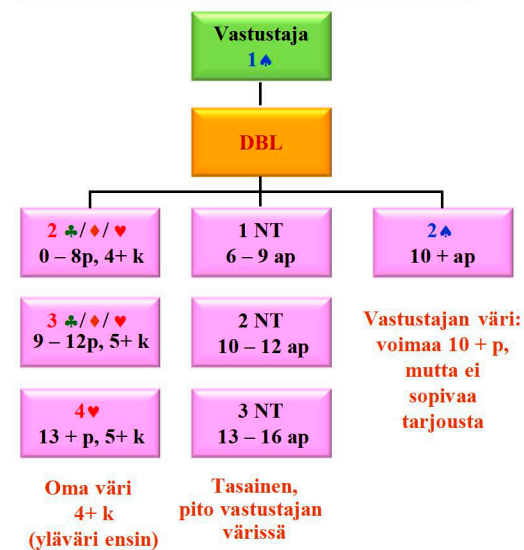 Vastustaja
1♠
DBL
2 ♣/♦/♥
0 – 8p, 4+ k
1 NT
6 – 9 ap
2♠
10 + ap
3 ♣/♦/♥
9 – 12p, 5+ k
2 NT
10 – 12 ap
Vastustajan väri:
voimaa 10 + p,
mutta ei
sopivaa
tarjousta
4♥
13 + p, 5+ k
3 NT
13 – 16 ap
Oma väri
4+ k
(yläväri ensin)
Tasainen,
pito vastustajan
värissä